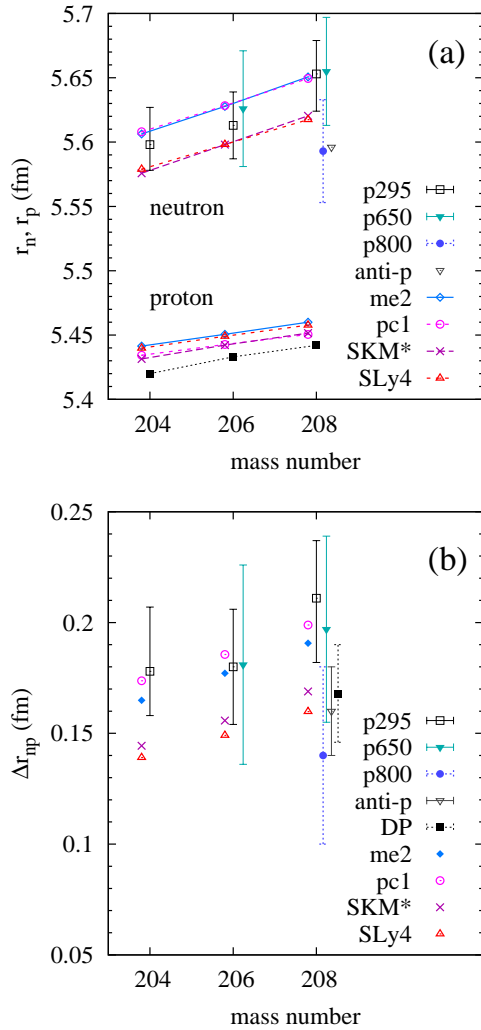 5.7
(a)
5.65
5.6
5.55
5.5
5.45
5.4
r_n, r_p (fm)
neutron
proton
p295
p650
p800
anti-p
me2
pc1
SKM*
SLy4
204 206 208
mass number
0.25
(b)
0.2
0.15
0.1
0.05
Δr_np (fm)
p295
p650
p800
anti-p
DP
me2
pc1
SKM*
SLy4
204 206 208
mass number